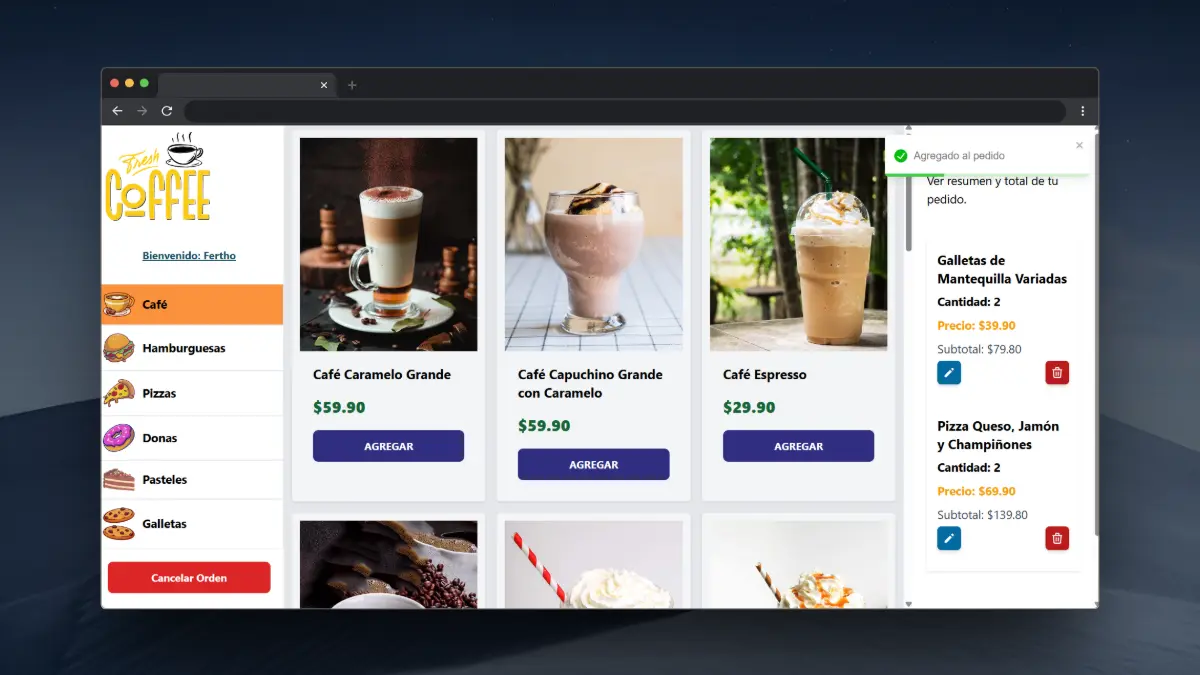 Fresh
COFFEE
Bienvenido: Fertho
Café
Hamburguesas
Pizzas
Donas
Pasteles
Galletas
Cancelar Orden
Café Caramelo Grande
$59.90
AGREGAR
Café Capuchino Grande
con Caramelo
$59.90
AGREGAR
Café Espresso
$29.90
AGREGAR
Agregado al pedido
Ver resumen y total de tu
pedido.
Galletas de
Mantequilla Variadas
Cantidad: 2
Precio: $39.90
Subtotal: $79.80
Pizza Queso, Jamón
y Champiñones
Cantidad: 2
Precio: $69.90
Subtotal: $139.80